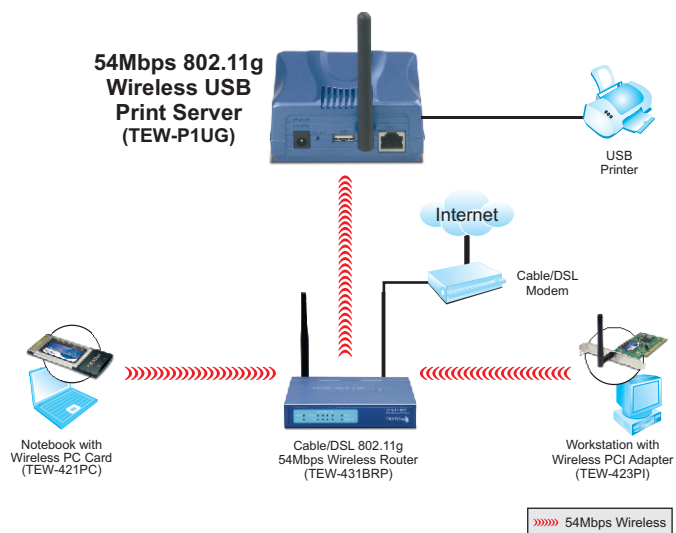 54Mbps 802.11g
Wireless USB
Print Server
(TEW-P1UG)
USB
Printer
Internet
Cable/DSL
Modem
Notebook with
Wireless PC Card
(TEW-421PC)
Cable/DSL 802.11g
54Mbps Wireless Router
(TEW-431BRP)
Workstation with
Wireless PCI Adapter
(TEW-423PI)
54Mbps Wireless